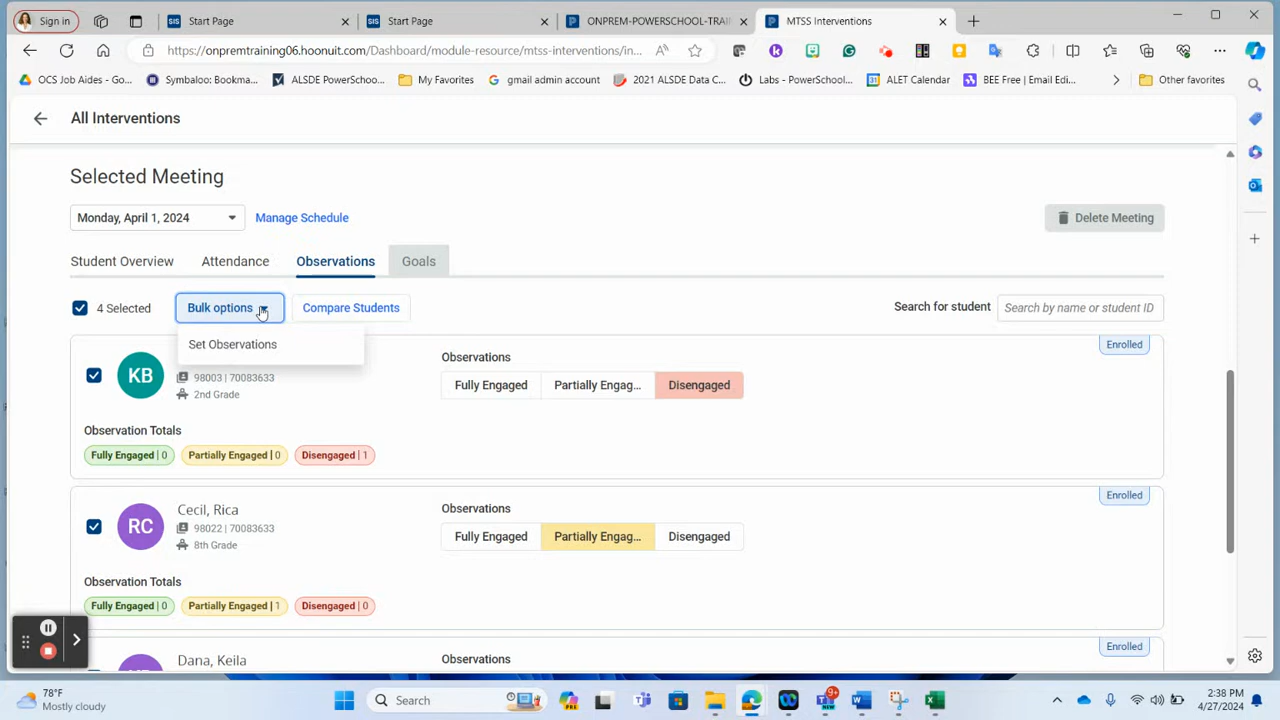 Sign in
SIS Start Page
SIS Start Page
ONPREM-POWERSCHOOL-TRAI
MTSS Interventions
https://onpremtraining06.hoonuit.com/Dashboard/module-resource/mtss-interventions/in...
OCS Job Aides - Go...
Symbaloo: Bookma...
ALSDE PowerSchoo...
My Favorites
gmail admin account
2021 ALSDE Data C...
Labs - PowerSchool...
ALET Calendar
BEE Free | Email Edi...
Other favorites
All Interventions
Selected Meeting
Monday, April 1, 2024
Manage Schedule
Delete Meeting
Student Overview
Attendance
Observations
Goals
4 Selected
Bulk options
Compare Students
Search for student
Search by name or student ID
Set Observations
Enrolled
KB
98003 | 70083633
2nd Grade
Observations
Fully Engaged
Partially Engag...
Disengaged
Observation Totals
Fully Engaged | 0
Partially Engaged | 0
Disengaged | 1
Enrolled
RC
Cecil, Rica
98022 | 70083633
8th Grade
Observations
Fully Engaged
Partially Engag...
Disengaged
Observation Totals
Fully Engaged | 0
Partially Engaged | 1
Disengaged | 0
Enrolled
Dana, Keila
Observations
78°F
Mostly cloudy
Search
PRE
9+
NEW
2:38 PM
4/27/2024